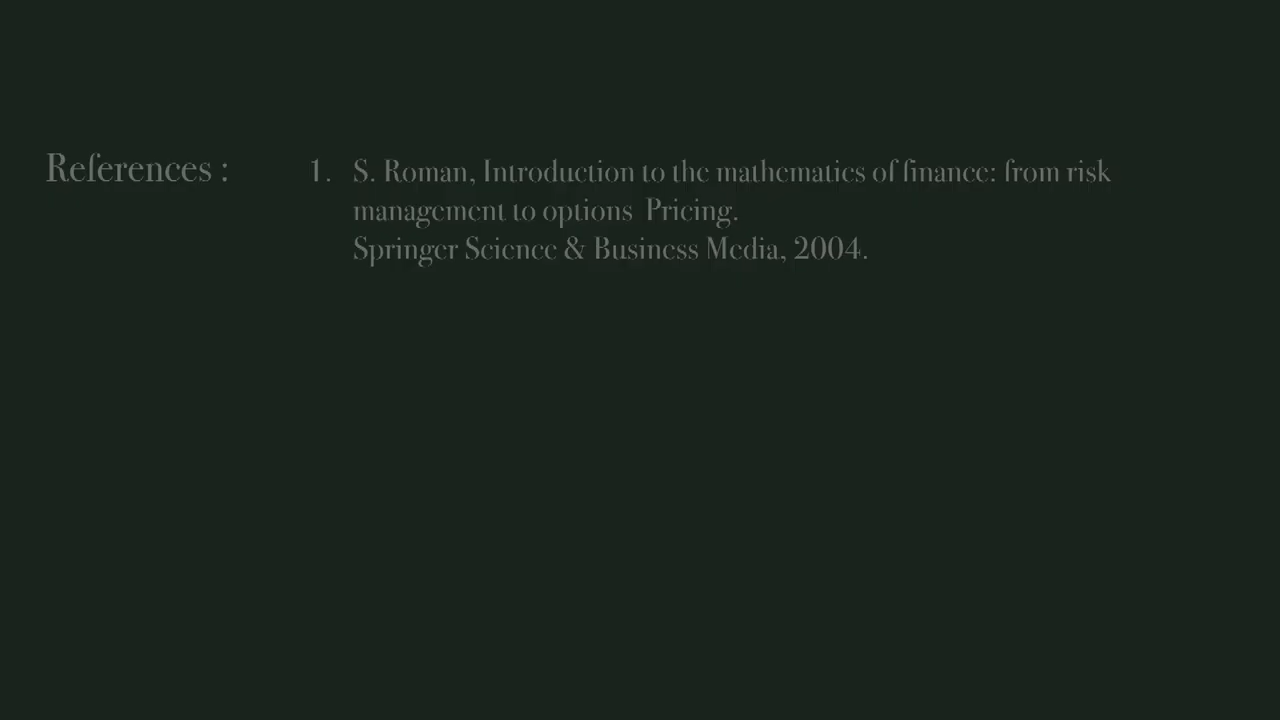 References :
1. S. Roman, Introduction to the mathematics of finance: from risk
management to options Pricing.
Springer Science & Business Media, 2004.